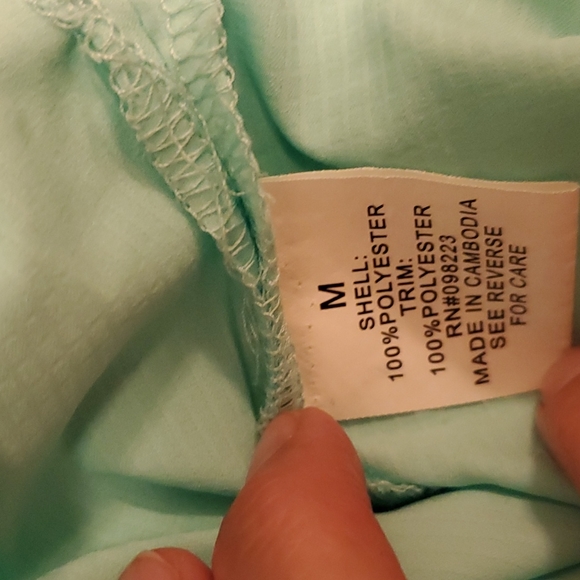 M
SHELL:
100%POLYESTER
TRIM:
100%POLYESTER
RN#098223
MADE IN CAMBODIA
SEE REVERSE
FOR CARE